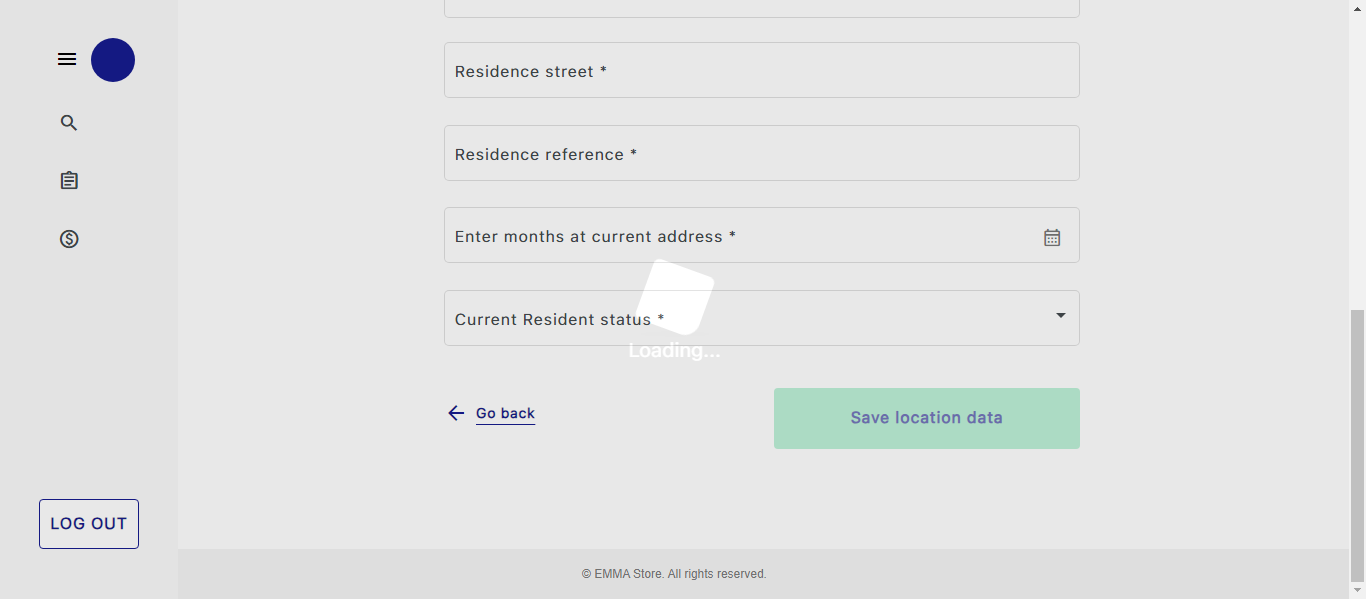 Residence street *
Residence reference *
Enter months at current address *
Current Resident status *
Loading...
Go back
Save location data
LOG OUT
© EMMA Store. All rights reserved.